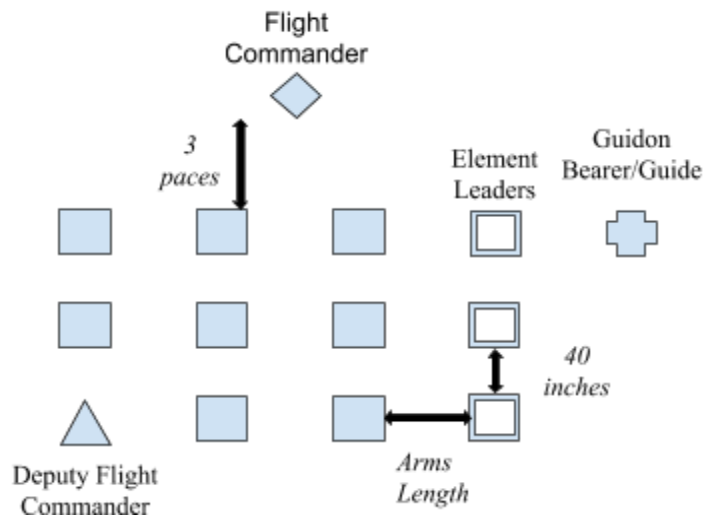 Flight
Commander
3
paces
Element
Leaders
Guidon
Bearer/Guide
40
inches
Arms
Length
Deputy Flight
Commander